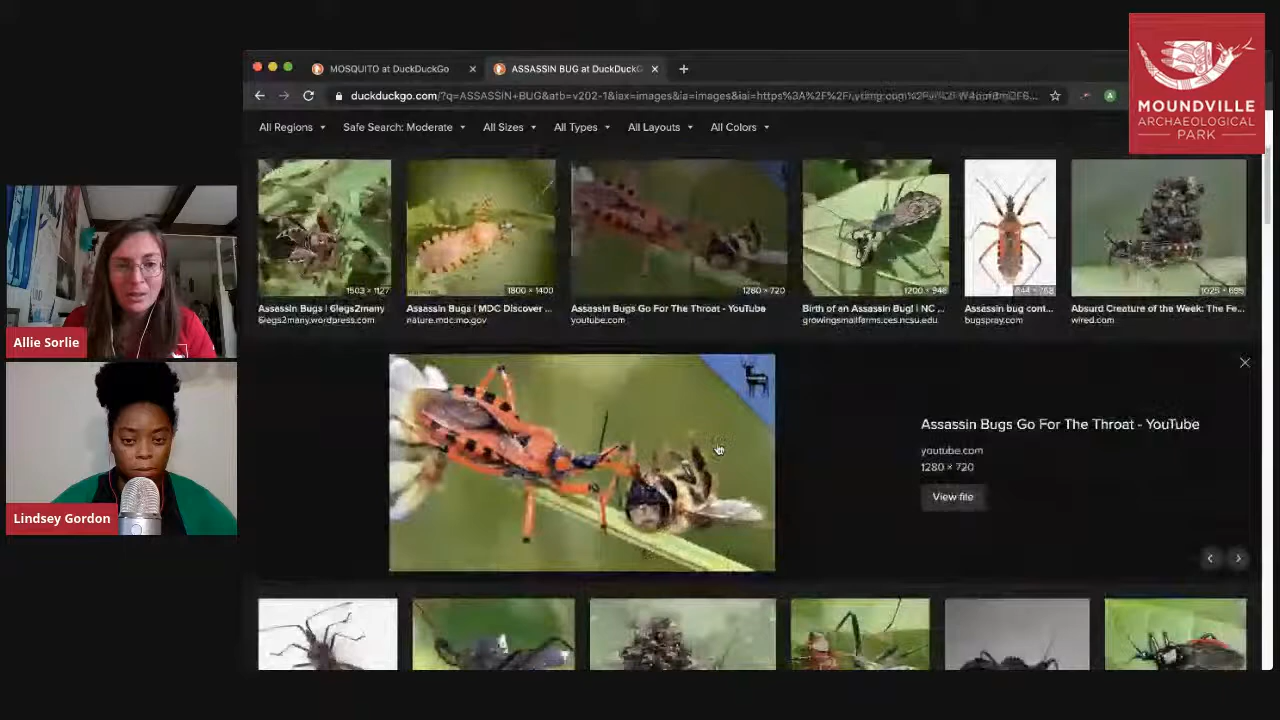 MOSQUITO at DuckDuckGo
ASSASSIN BUG at DuckDuckG
MOUNDVILLE
ARCHAEOLOGICAL
PARK
All Regions
Safe Search: Moderate
All Sizes
All Types
All Layouts
All Colors
1503 × 1127
1800 × 1400
1280 × 720
Assassin Bugs | 6legs2many
Assassin Bugs | MDC Discover ...
Assassin Bugs Go For The Throat - YouTube
Birth of an Assassin Bug! | NC ...
Assassin bug cont...
Absurd Creature of the Week: The Fe...
6legs2many.wordpress.com
nature.mdc.mo.gov
youtube.com
growingsmallfarms.ces.ncsu.edu
bugspray.com
wired.com
Allie Sorlie
Assassin Bugs Go For The Throat - YouTube
youtube.com
1280 × 720
View file
Lindsey Gordon